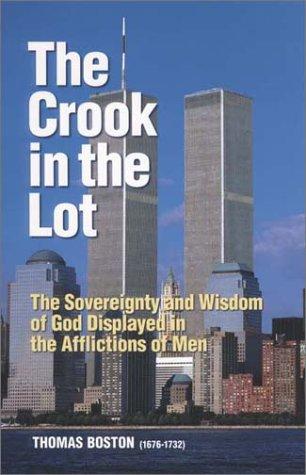 The
Crook
in the
Lot
The Sovereignty and Wisdom
of God Displayed in
the Afflictions of Men
THOMAS BOSTON (1676-1732)